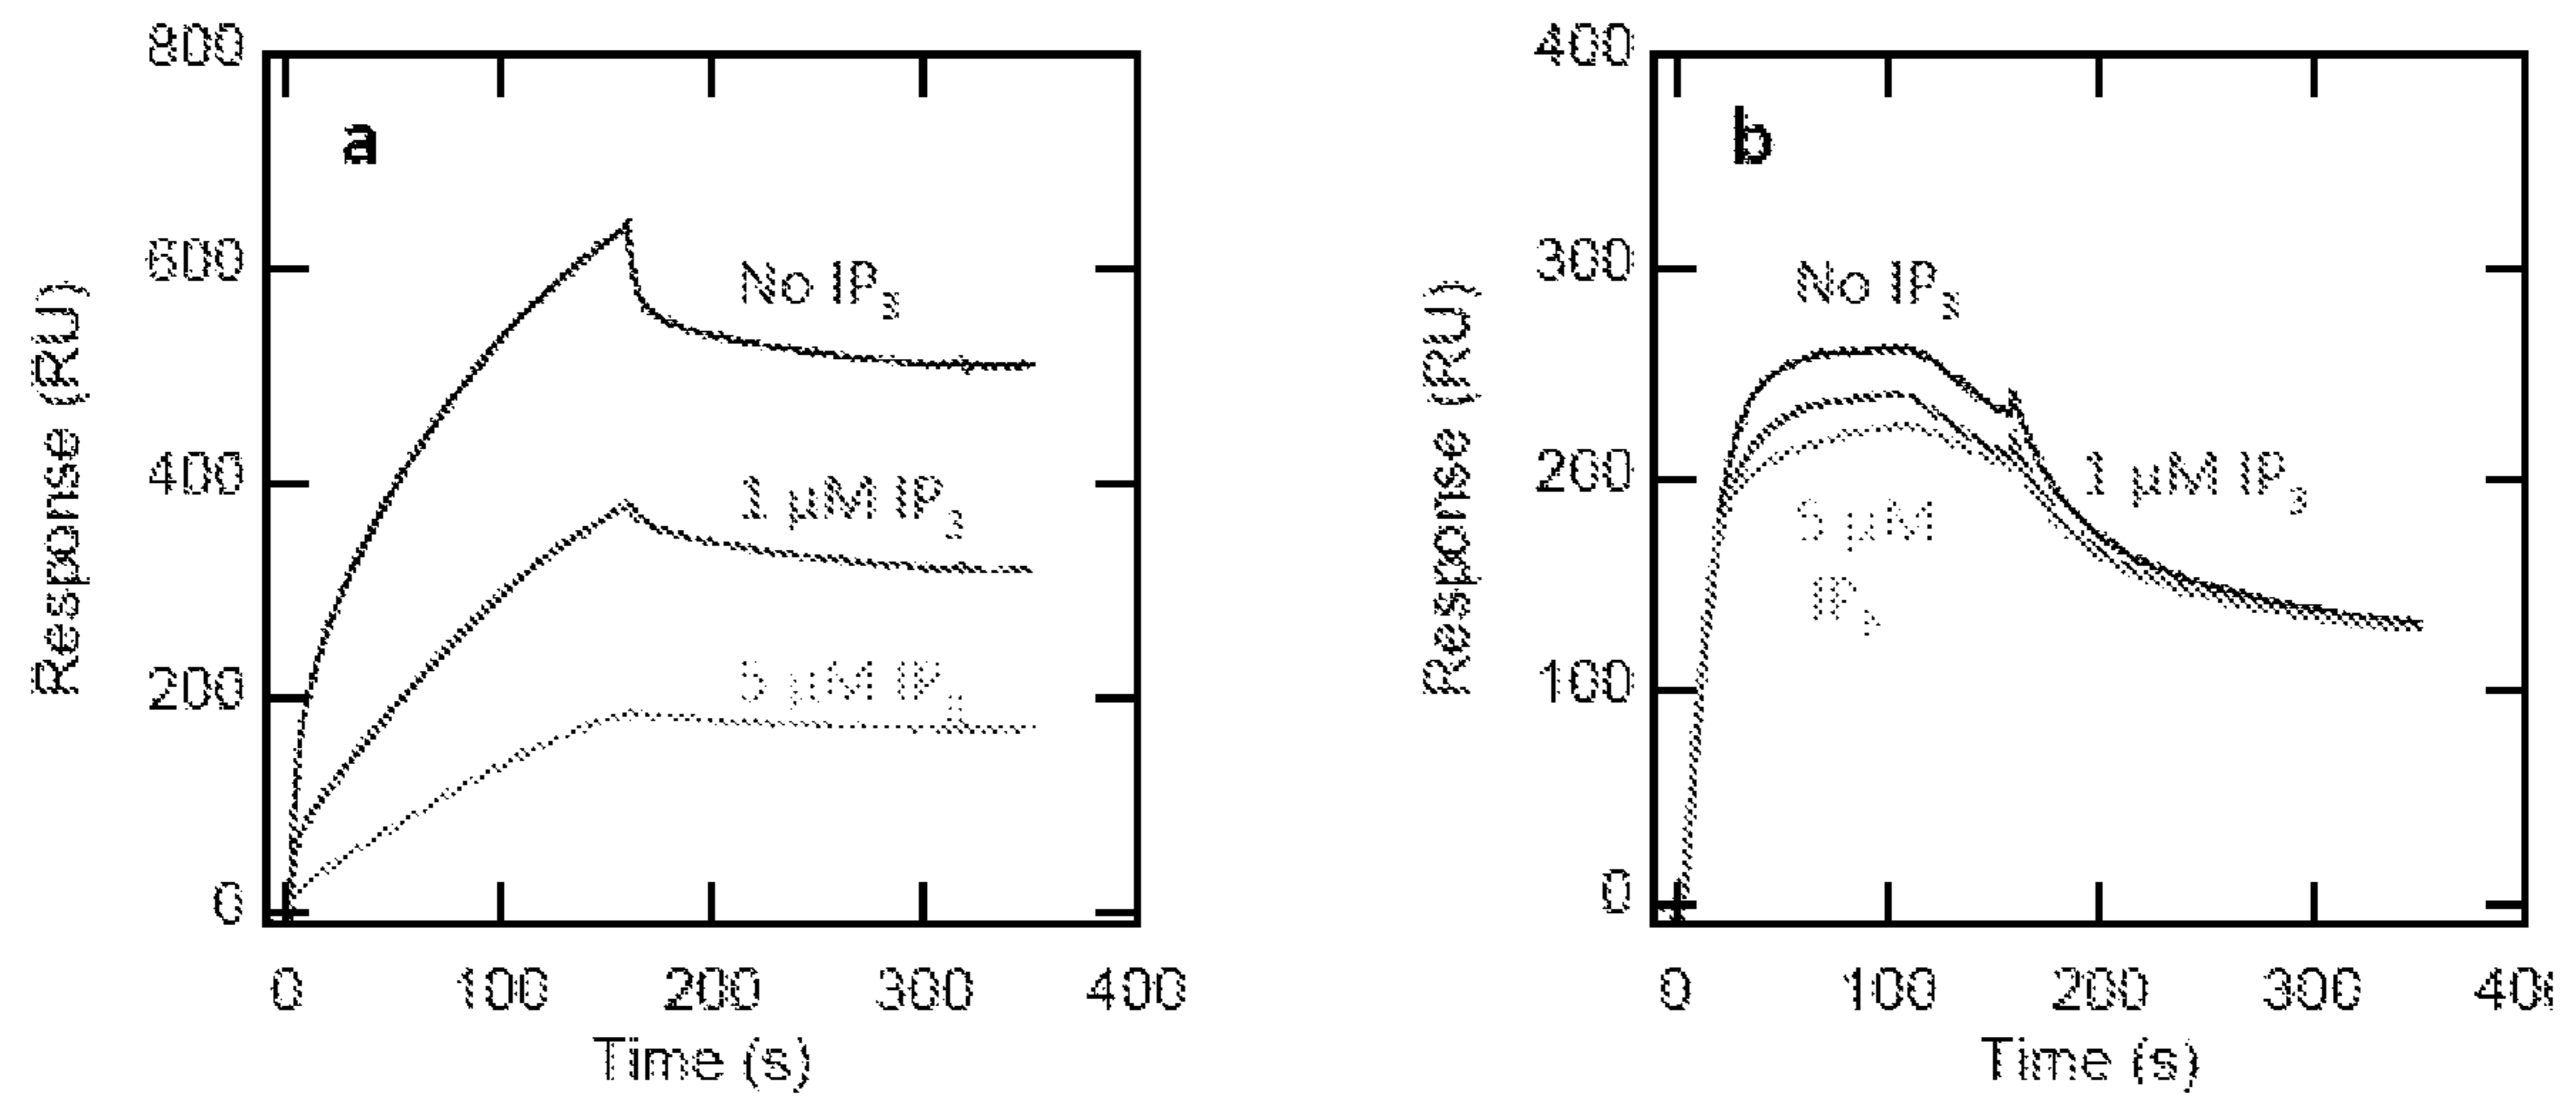 800
a
600
No IP3
Response (RU)
400
1 μM IP3
5 μM IP3
200
0
0 100 200 300 400
Time (s)
400
b
300
No IP3
Response (RU)
200
1 μM IP3
5 μM
IP3
100
0
0 100 200 300 400
Time (s)